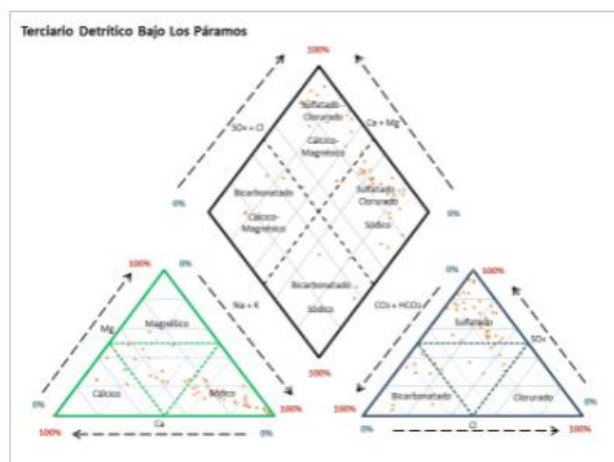 Terciario Detrítico Bajo Los Páramos
100%
Sulfatado -
Clorurado
SO4 + Cl
Ca + Mg
Cálcico-
Magnésico
Bicarbonatado
Sulfatado
Clorurado
0%
0%
Cálcico-
Magnésico
Sódico
100%
0%
0%
100%
Bicarbonatado
Na + K
CO3 + HCO3
Sódico
Mg
Magnélico
Sulfatado
SO4
100%
Cálcico
Sódico
Bicarbonatado
Clorurado
0%
100%
100%
0%
Ca
Cl
100%
0%
0%
100%